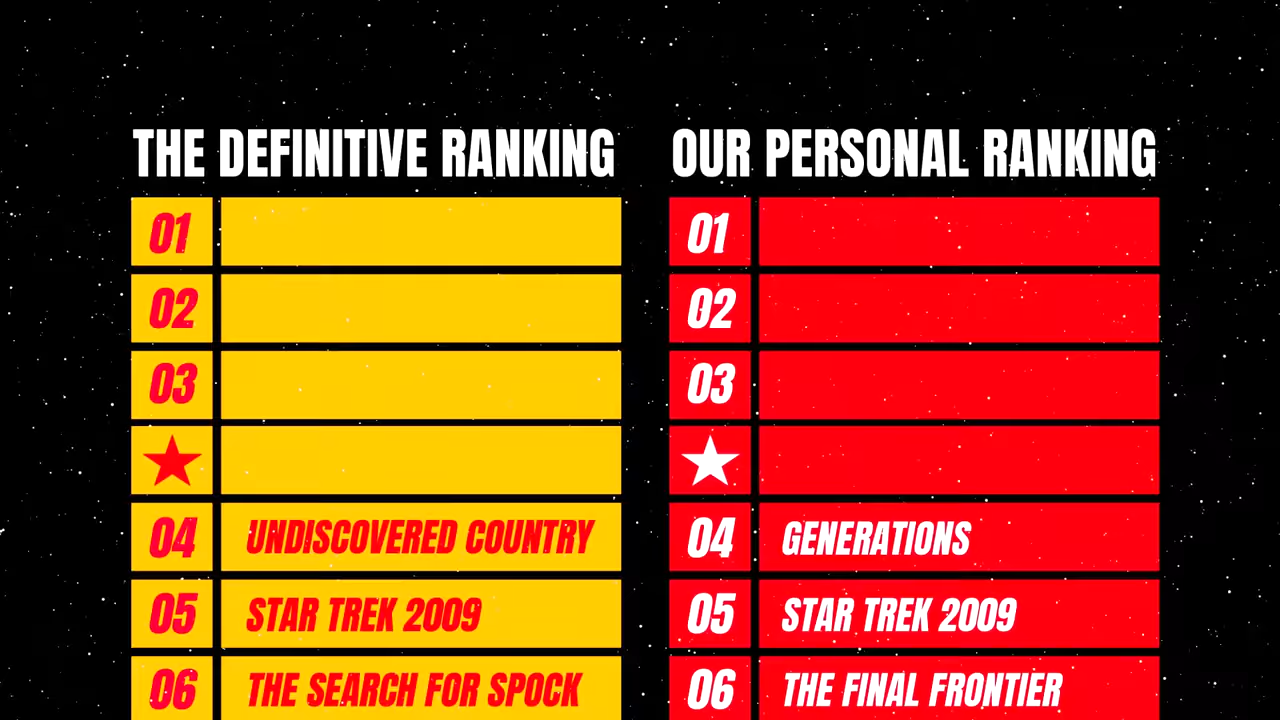 THE DEFINITIVE RANKING
01
02
03
04 UNDISCOVERED COUNTRY
05 STAR TREK 2009
06 THE SEARCH FOR SPOCK
OUR PERSONAL RANKING
01
02
03
04 GENERATIONS
05 STAR TREK 2009
06 THE FINAL FRONTIER